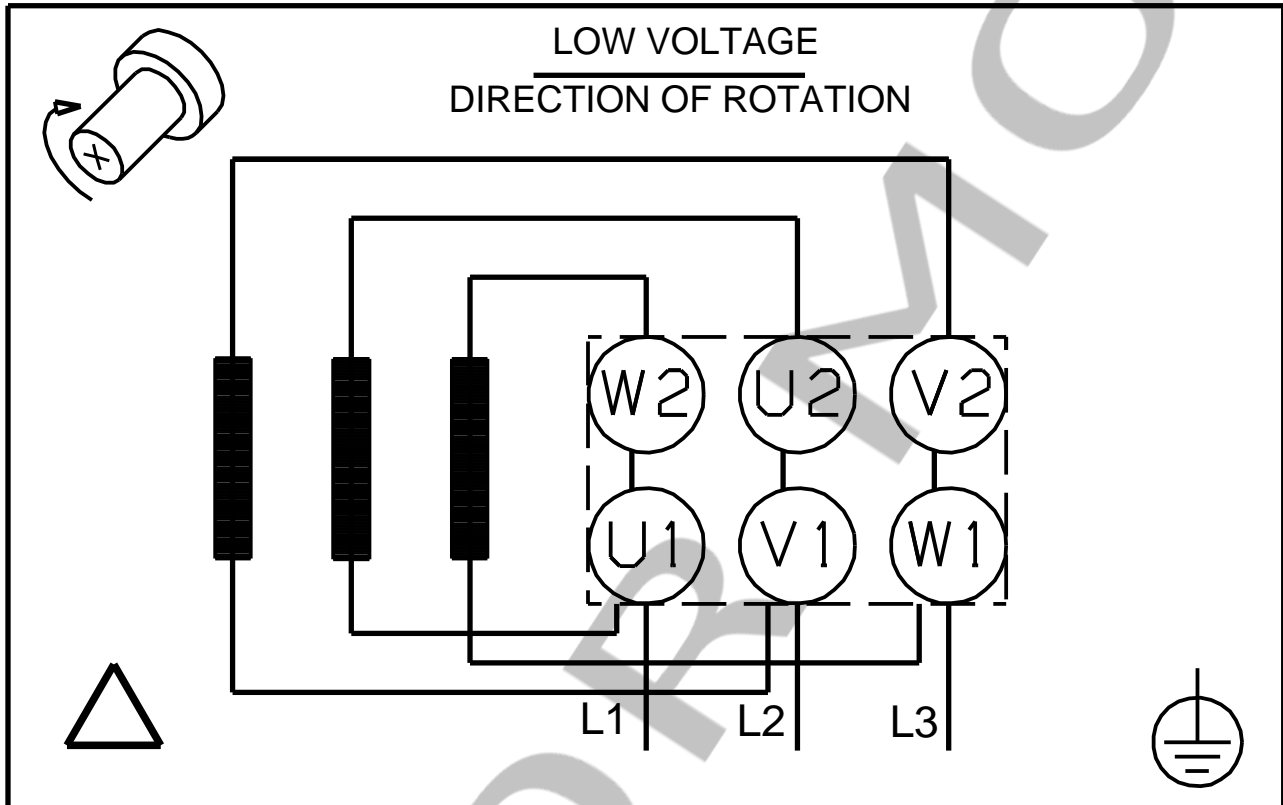 LOW VOLTAGE
DIRECTION OF ROTATION
W2 U2 V2
U1 V1 W1
L1 L2 L3